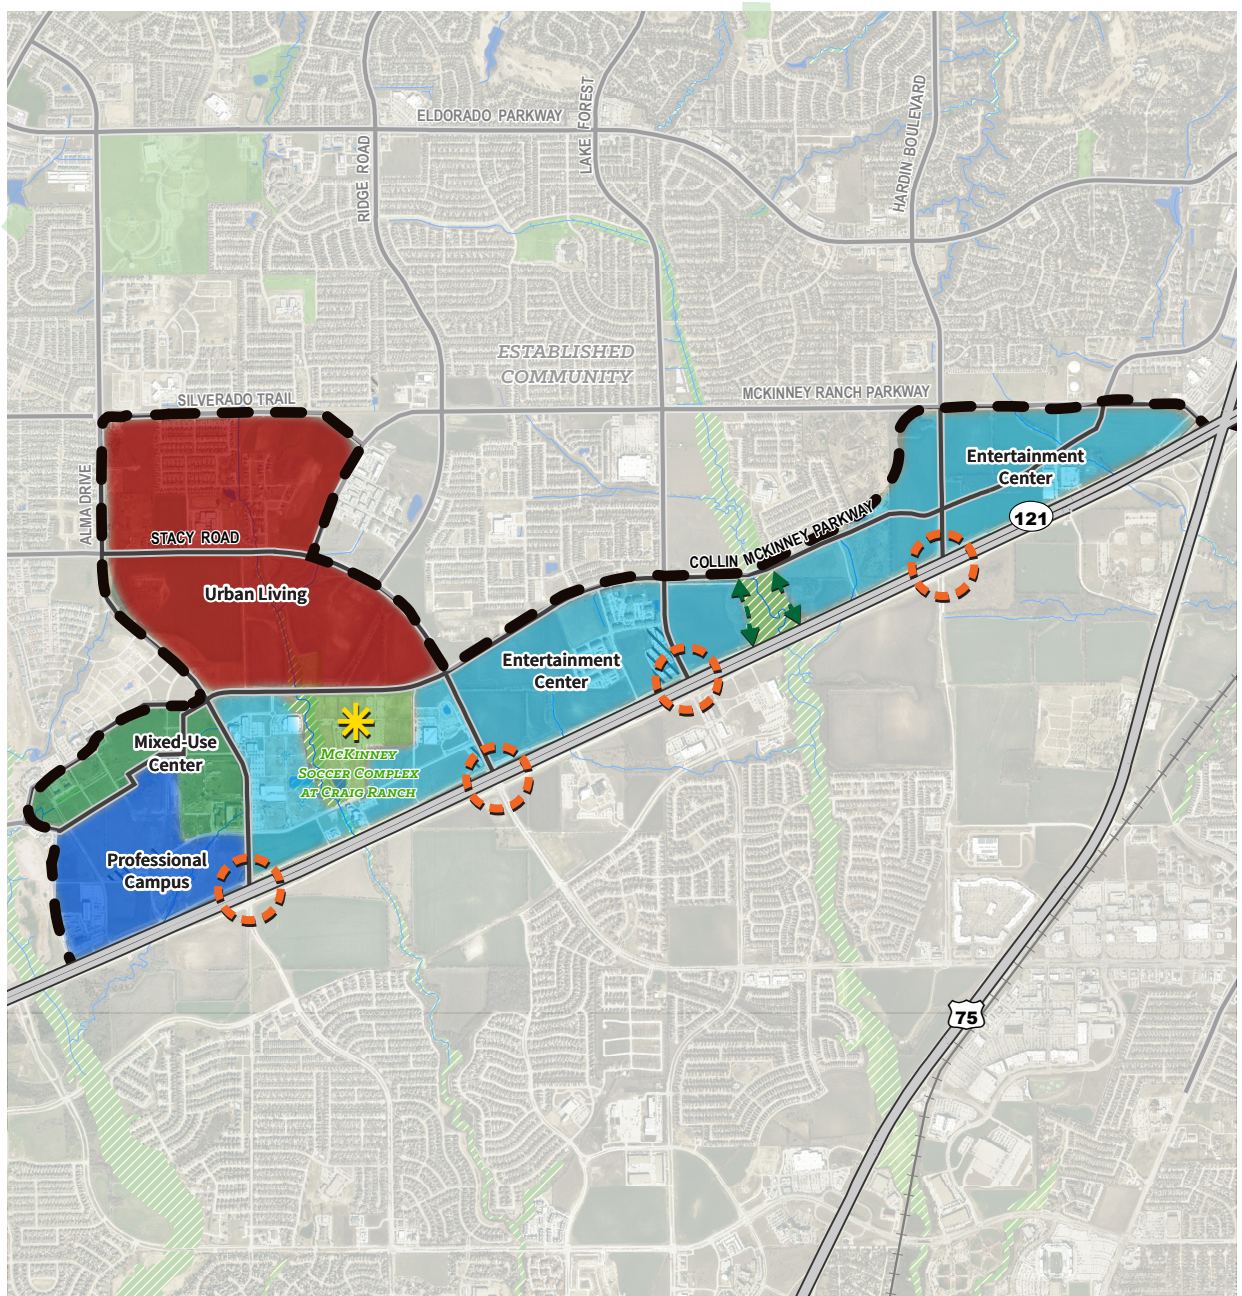 ELDORADO PARKWAY
LAKE FOREST
HARDIN BOULEVARD
RIDGE ROAD
ESTABLISHED
COMMUNITY
MCKINNEY RANCH PARKWAY
SILVERADO TRAIL
ALMA DRIVE
STACY ROAD
Entertainment
Center
121
COLLIN MCKINNEY PARKWAY
Urban Living
Entertainment
Center
Mixed-Use
Center
McKinney
Soccer Complex
at Craig Ranch
Professional
Campus
75